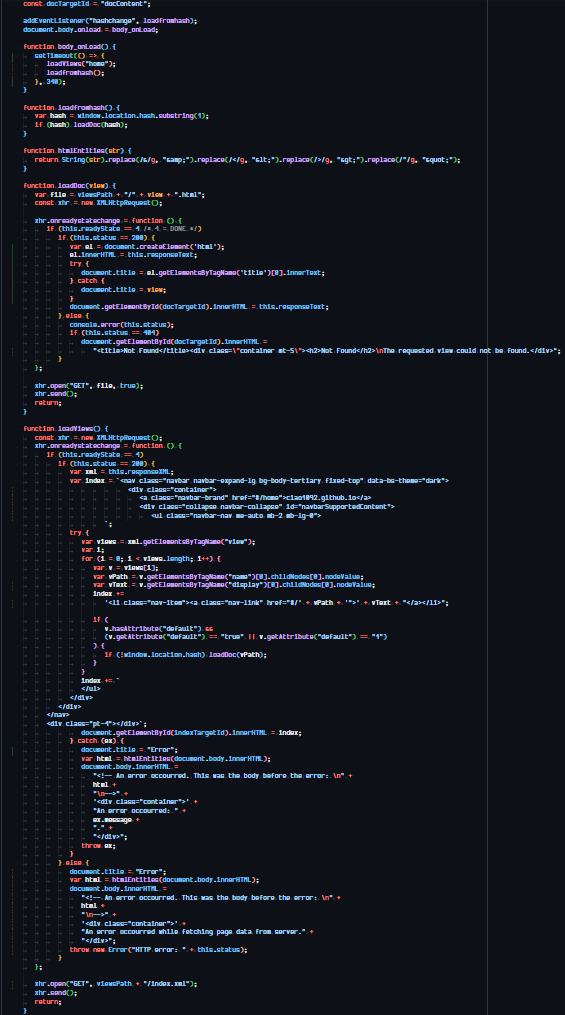 const docTargetId = "docContent";
addEventListener("hashchange", loadfromhash);
document.body.onload = body_onLoad;
function body_onLoad() {
setTimeout(() => {
loadViews("home");
loadfromhash();
}, 340);
}
function loadfromhash() {
var hash = window.location.hash.substring(1);
if (hash) loadDoc(hash);
}
function htmlEntities(str) {
return String(str).replace(/&/g, "&amp;").replace(/</g, "&lt;").replace(/>/g, "&gt;").replace(/"/g, "&quot;");
}
function loadDoc(view) {
var file = viewsPath + "/" + view + ".html";
const xhr = new XMLHttpRequest();
xhr.onreadystatechange = function () {
if (this.readyState == 4 /* 4 = DONE */)
if (this.status == 200) {
var el = document.createElement('html');
el.innerHTML = this.responseText;
try {
document.title = el.getElementsByTagName('title')[0].innerText;
} catch {
document.title = view;
}
document.getElementById(docTargetId).innerHTML = this.responseText;
} else {
console.error(this.status);
if (this.status == 404)
document.getElementById(docTargetId).innerHTML =
"<title>Not Found</title><div class=\"container mt-5\"><h2>Not Found</h2>\nThe requested view could not be found.</div>";
}
};
xhr.open("GET", file, true);
xhr.send();
return;
}
function loadViews() {
const xhr = new XMLHttpRequest();
xhr.onreadystatechange = function () {
if (this.readyState == 4)
if (this.status == 200) {
var xml = this.responseXML;
var index = `<nav class="navbar navbar-expand-lg bg-body-tertiary fixed-top" data-bs-theme="dark">
<div class="container">
<a class="navbar-brand" href="#/home">ciao1092.github.io</a>
<div class="collapse navbar-collapse" id="navbarSupportedContent">
<ul class="navbar-nav me-auto mb-2 mb-lg-0">
`;
try {
var views = xml.getElementsByTagName("view");
var i;
for (i = 0; i < views.length; i++) {
var v = views[i];
var vPath = v.getElementsByTagName("name")[0].childNodes[0].nodeValue;
var vText = v.getElementsByTagName("display")[0].childNodes[0].nodeValue;
index +=
'<li class="nav-item"><a class="nav-link" href="#/' + vPath + '">' + vText + "</a></li>";
if (
v.hasAttribute("default") &&
(v.getAttribute("default") == "true" || v.getAttribute("default") == "1")
) {
if (!window.location.hash) loadDoc(vPath);
}
}
index += `
</ul>
</div>
</div>
</nav>
<div class="pt-4"></div>`;
document.getElementById(indexTargetId).innerHTML = index;
} catch (ex) {
document.title = "Error";
var html = htmlEntities(document.body.innerHTML);
document.body.innerHTML =
"<!-- An error occourred. This was the body before the error: \n" +
html +
"\n-->" +
'<div class="container">' +
"An error occourred: " +
ex.message +
"." +
"</div>";
throw ex;
}
} else {
document.title = "Error";
var html = htmlEntities(document.body.innerHTML);
document.body.innerHTML =
"<!-- An error occourred. This was the body before the error: \n" +
html +
"\n-->" +
'<div class="container">' +
"An error occourred while fetching page data from server." +
"</div>";
throw new Error("HTTP error: " + this.status);
}
};
xhr.open("GET", viewsPath + "/index.xml");
xhr.send();
return;
}